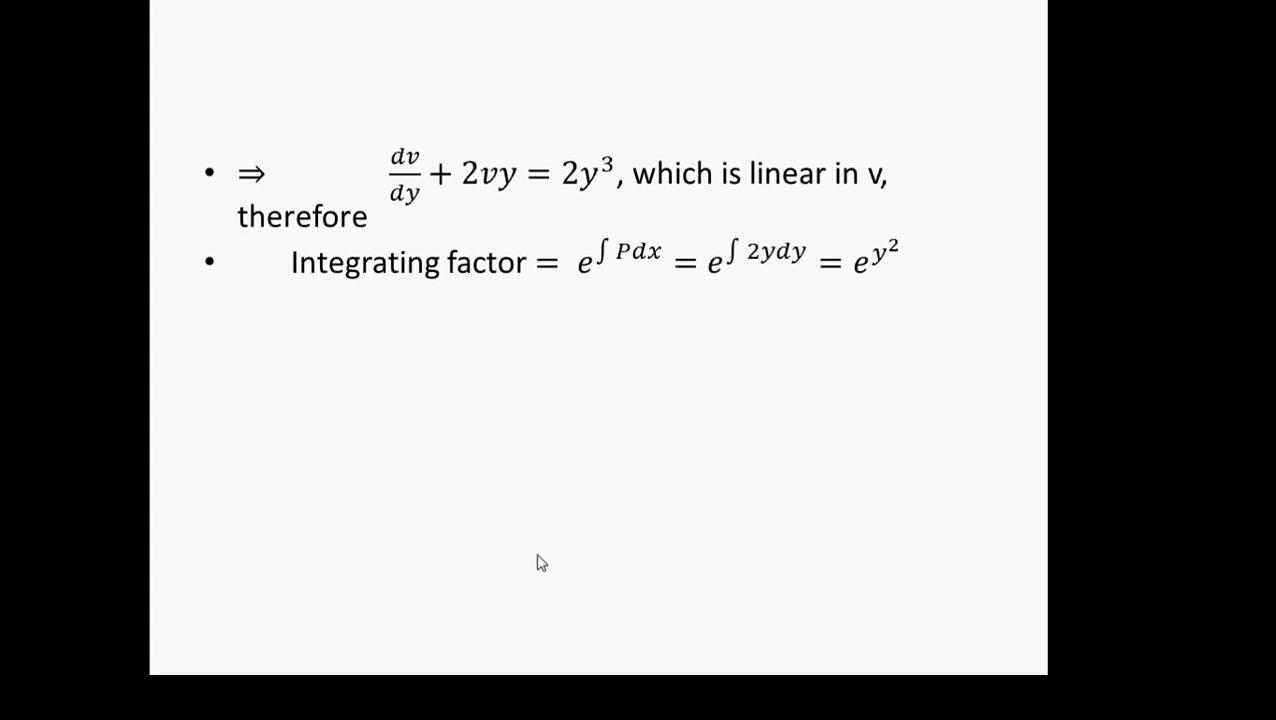 • ⇒ dv/dy + 2vy = 2y³, which is linear in v,
therefore
• Integrating factor = e^{∫ Pdx} = e^{∫ 2ydy} = e^{y²}